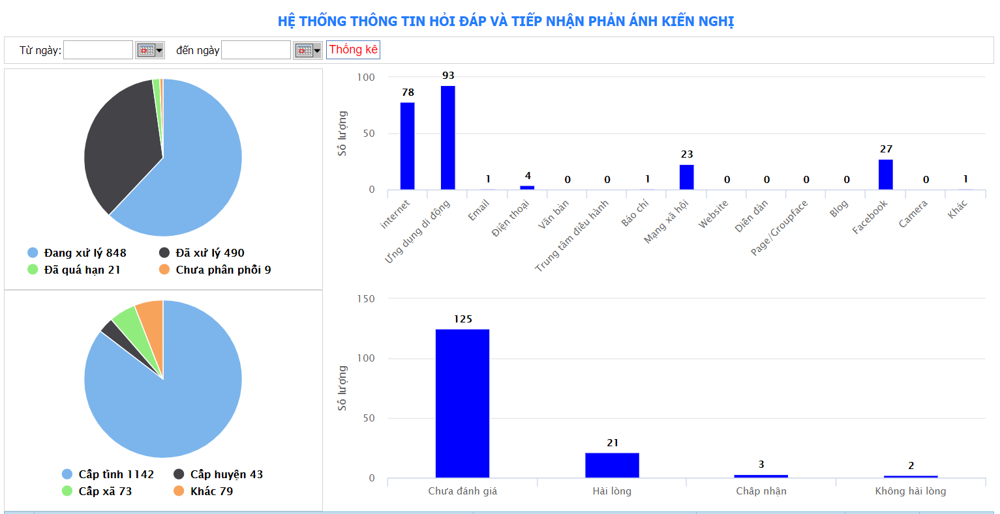 HỆ THỐNG THÔNG TIN HỎI ĐÁP VÀ TIẾP NHẬN PHẢN ÁNH KIẾN NGHỊ
Từ ngày: đến ngày Thống kê
Đang xử lý 848 Đã xử lý 490
Đã quá hạn 21 Chưa phân phối 9
Số lượng
100
50
0
78 93 1 4 0 0 1 23 0 0 0 0 27 0 1
internet
Ứng dụng di động
Email
Điện thoại
Văn bản
Trung tâm điều hành
Báo chí
Mạng xã hội
Website
Diễn đàn
Page/Groupface
Blog
Facebook
Camera
Khác
Cấp tỉnh 1142 Cấp huyện 43
Cấp xã 73 Khác 79
Số lượng
150
100
50
0
125 21 3 2
Chưa đánh giá Hài lòng Chấp nhận Không hài lòng